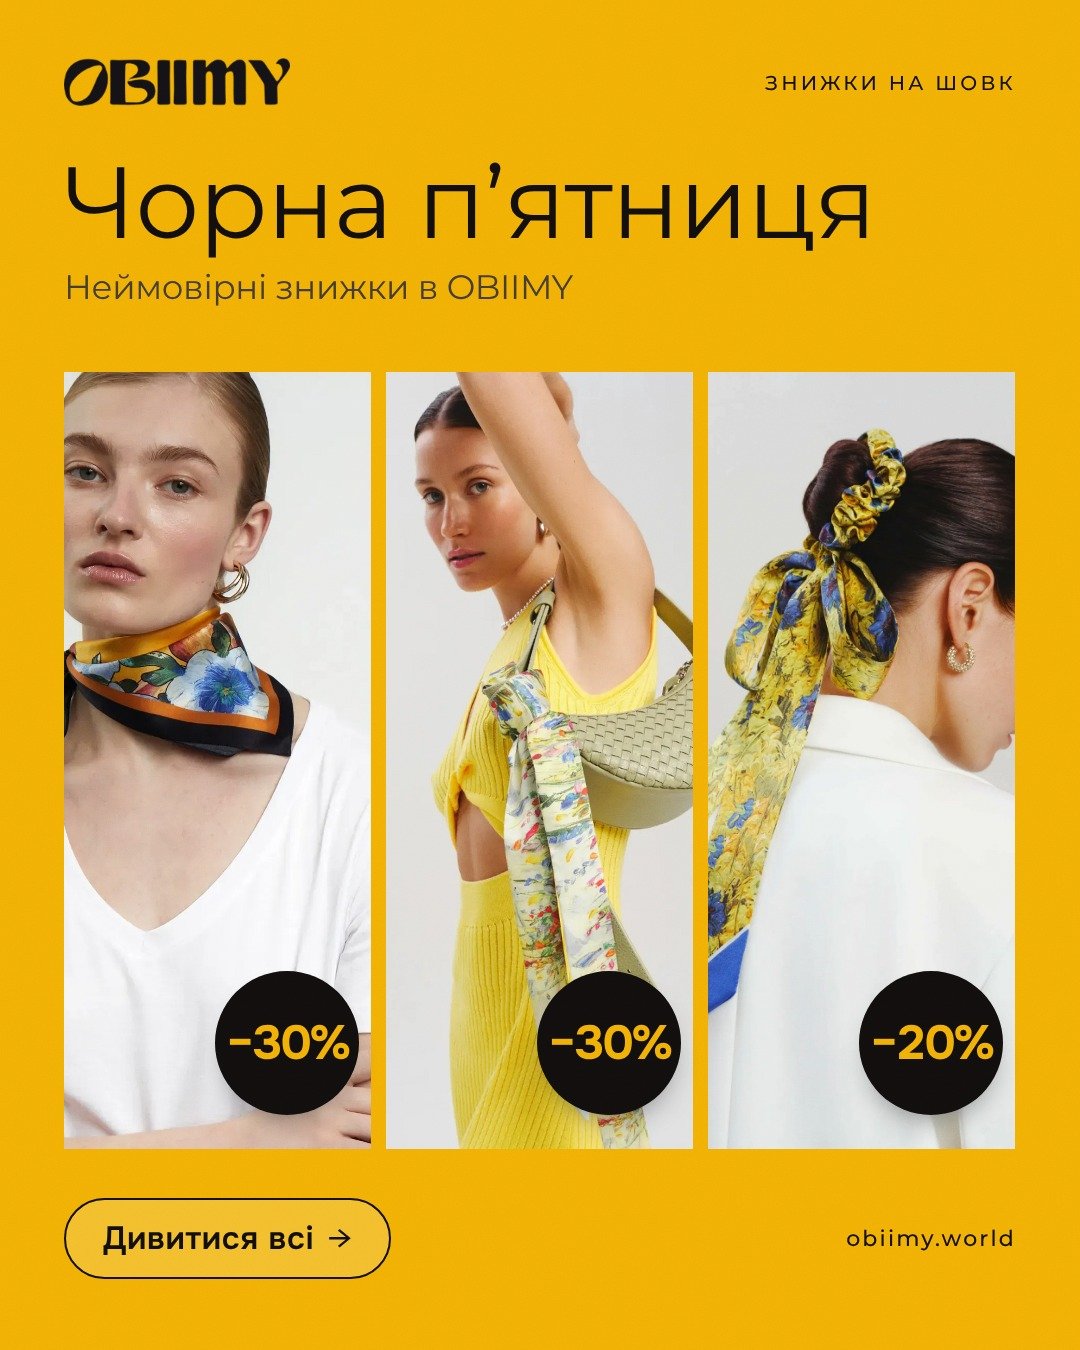 OBIIMY
ЗНИЖКИ НА ШОВК
Чорна п’ятниця
Неймовірні знижки в OBIIMY
-30%
-30%
-20%
Дивитися всі →
obiimy.world